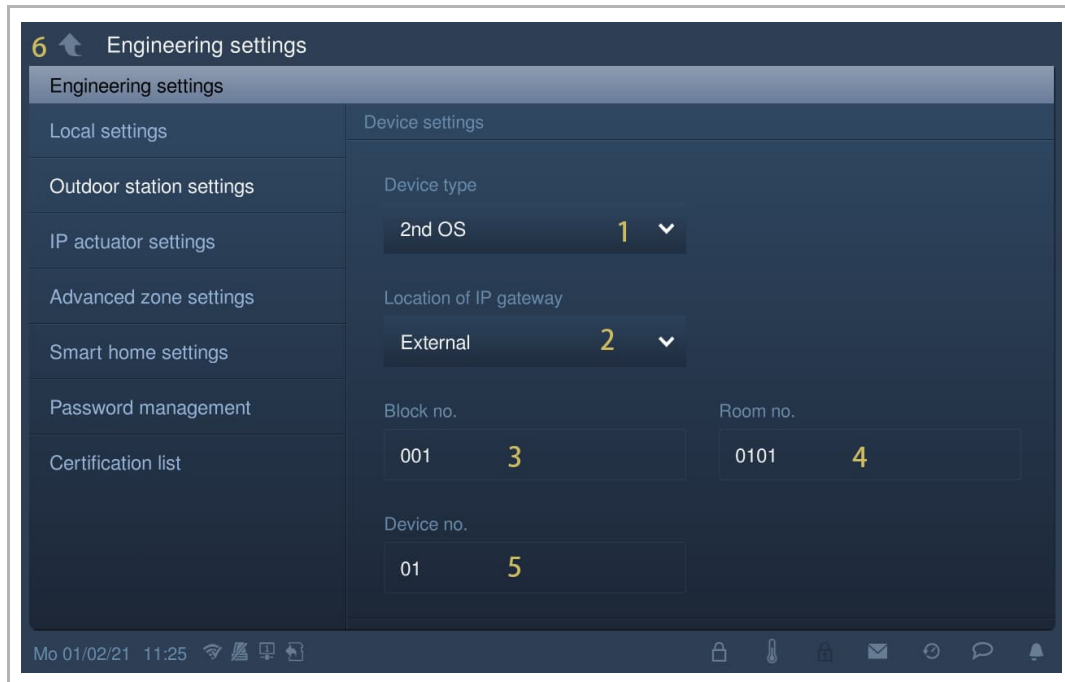 6 Engineering settings
Engineering settings
Local settings
Outdoor station settings
IP actuator settings
Advanced zone settings
Smart home settings
Password management
Certification list
Device settings
Device type
2nd OS 1
Location of IP gateway
External 2
Block no. Room no.
001 3 0101 4
Device no.
01 5
Mo 01/02/21 11:25